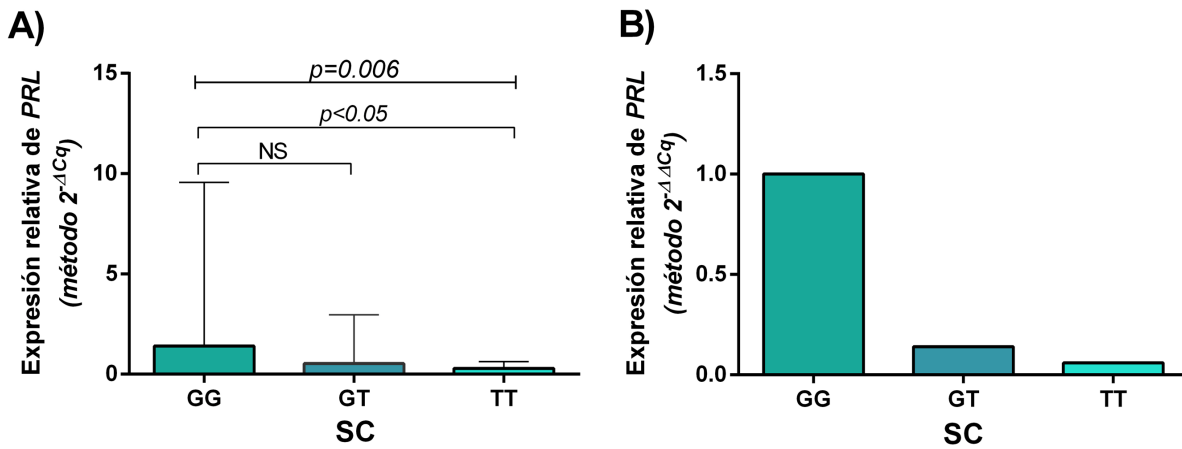 A)
Expresión relativa de PRL
(método 2^-ΔCq)
15
10
5
0
p=0.006
p<0.05
NS
GG
GT
TT
SC
B)
Expresión relativa de PRL
(método 2^-Δ ΔCq)
1.5
1.0
0.5
0.0
GG
GT
TT
SC